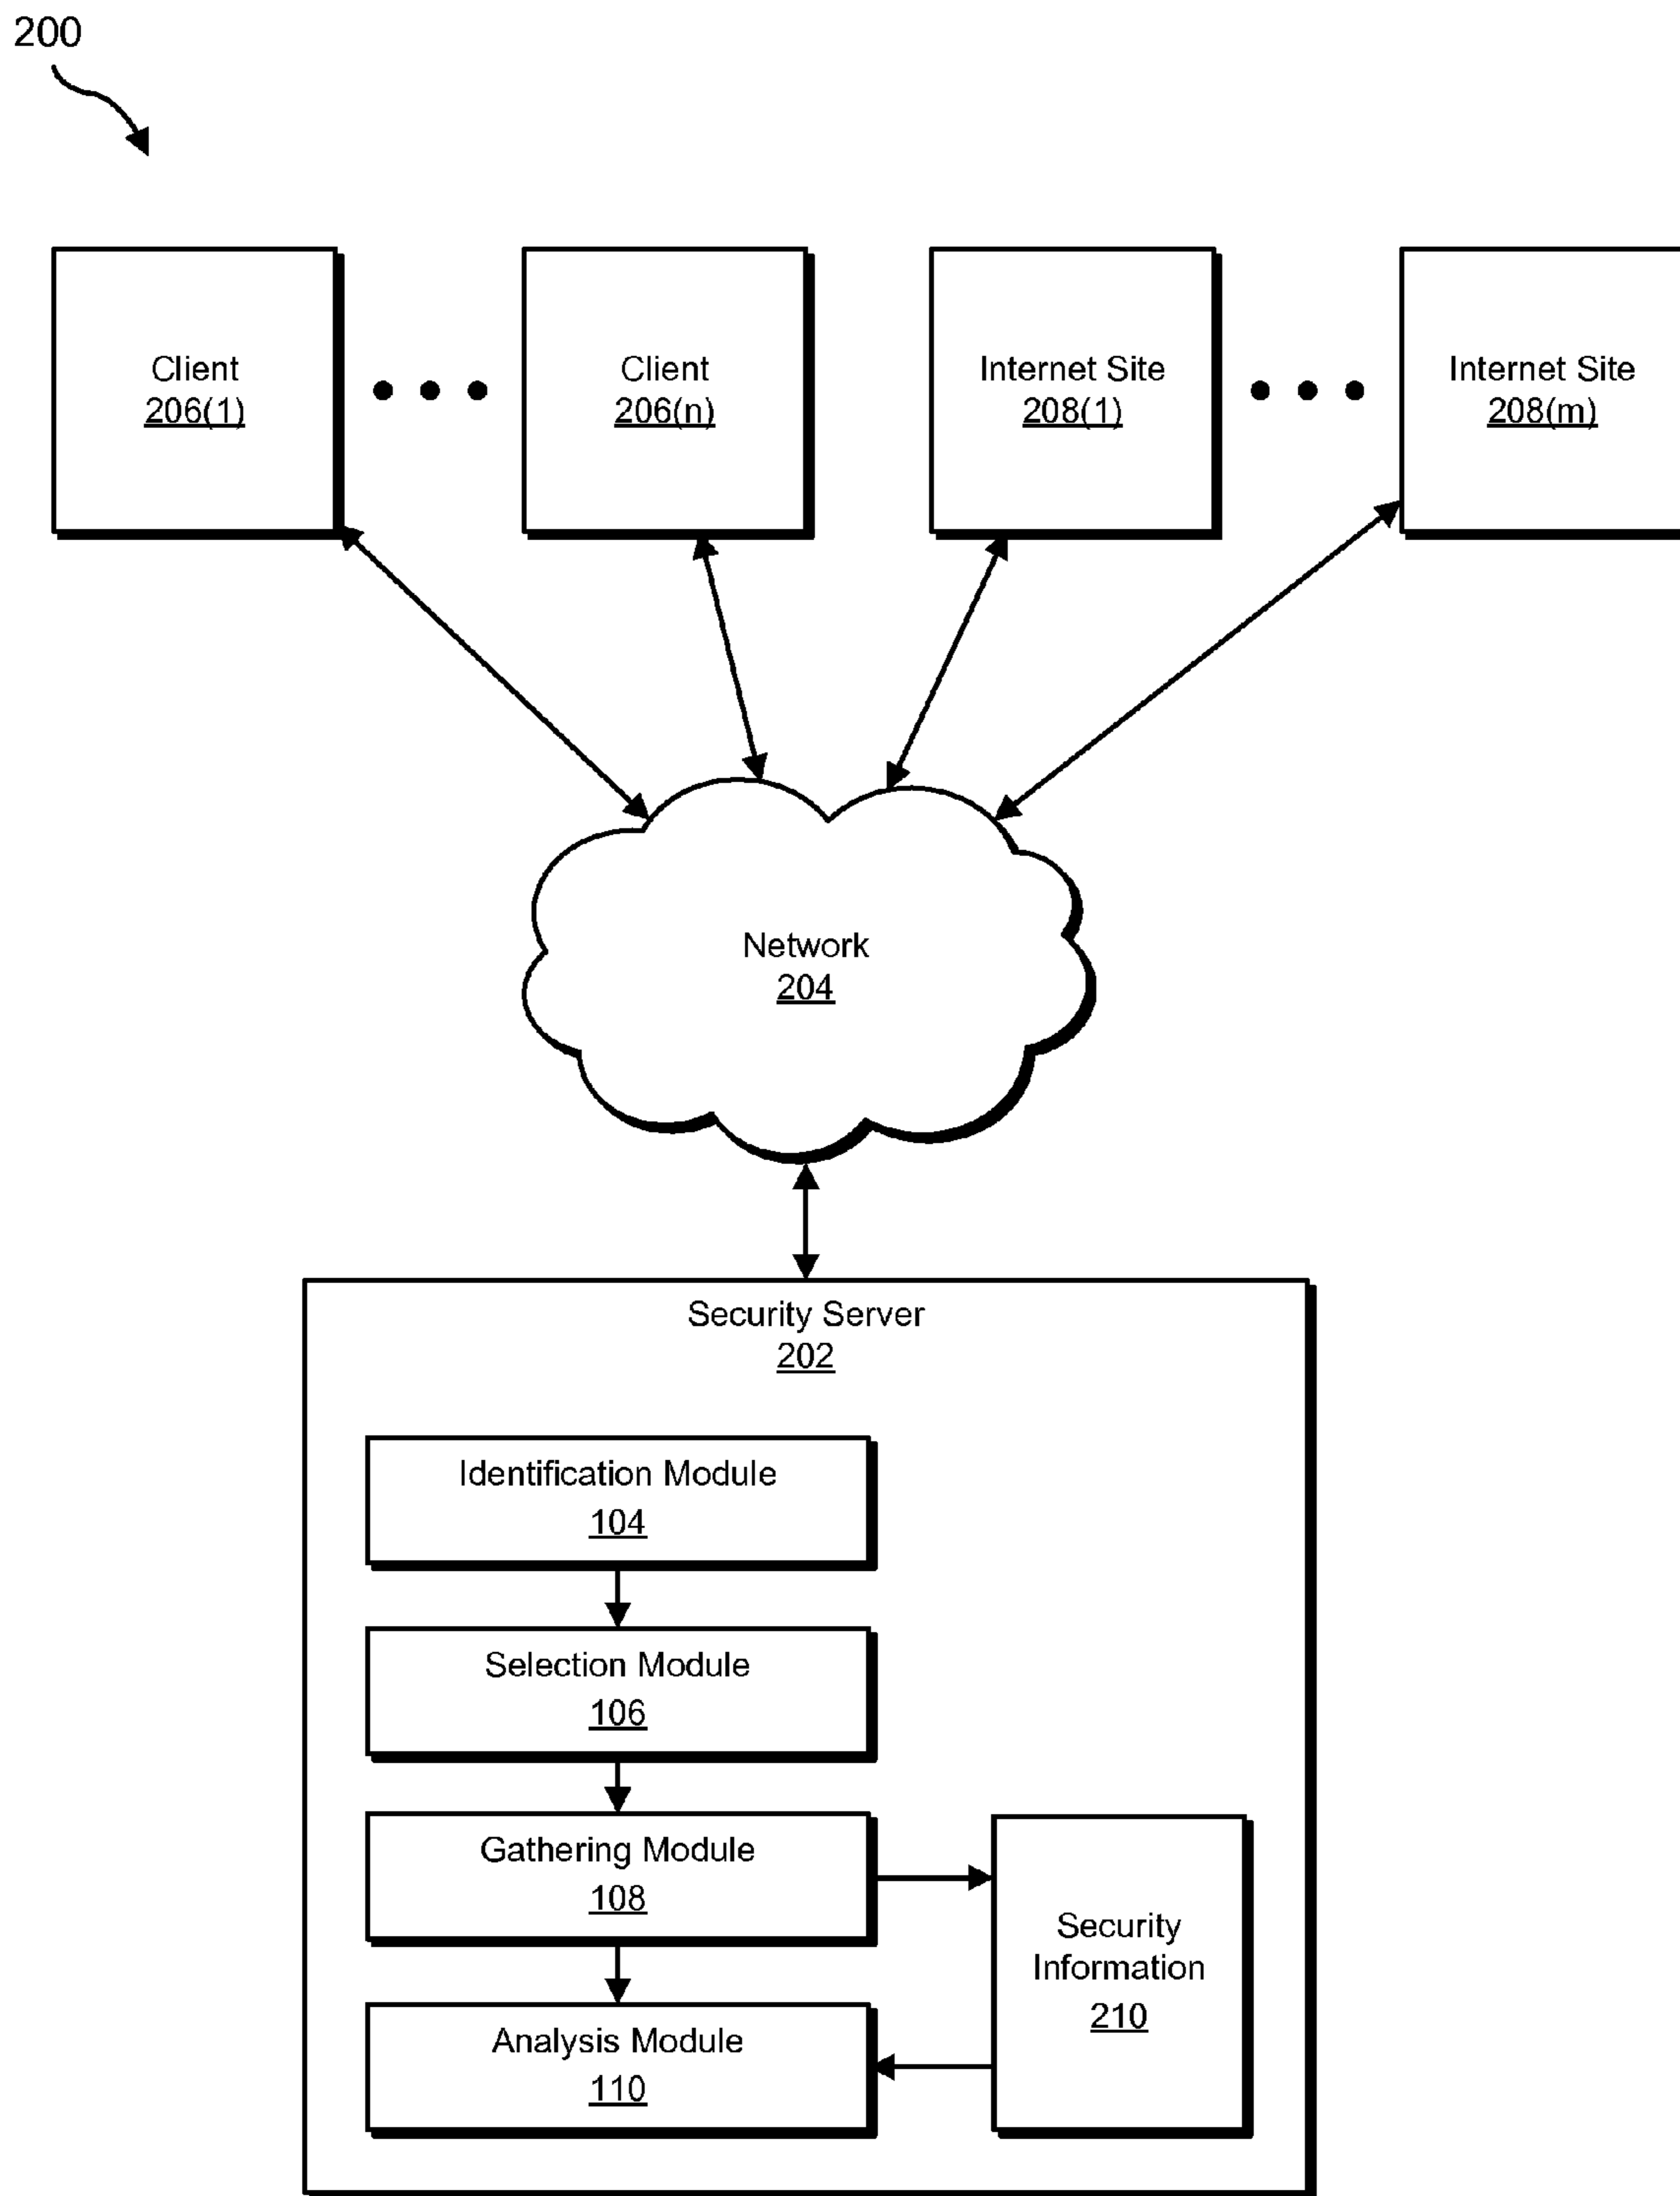 200
Client
206(1)
Client
206(n)
Internet Site
208(1)
Internet Site
208(m)
Network
204
Security Server
202
Identification Module
104
Selection Module
106
Gathering Module
108
Security
Information
210
Analysis Module
110